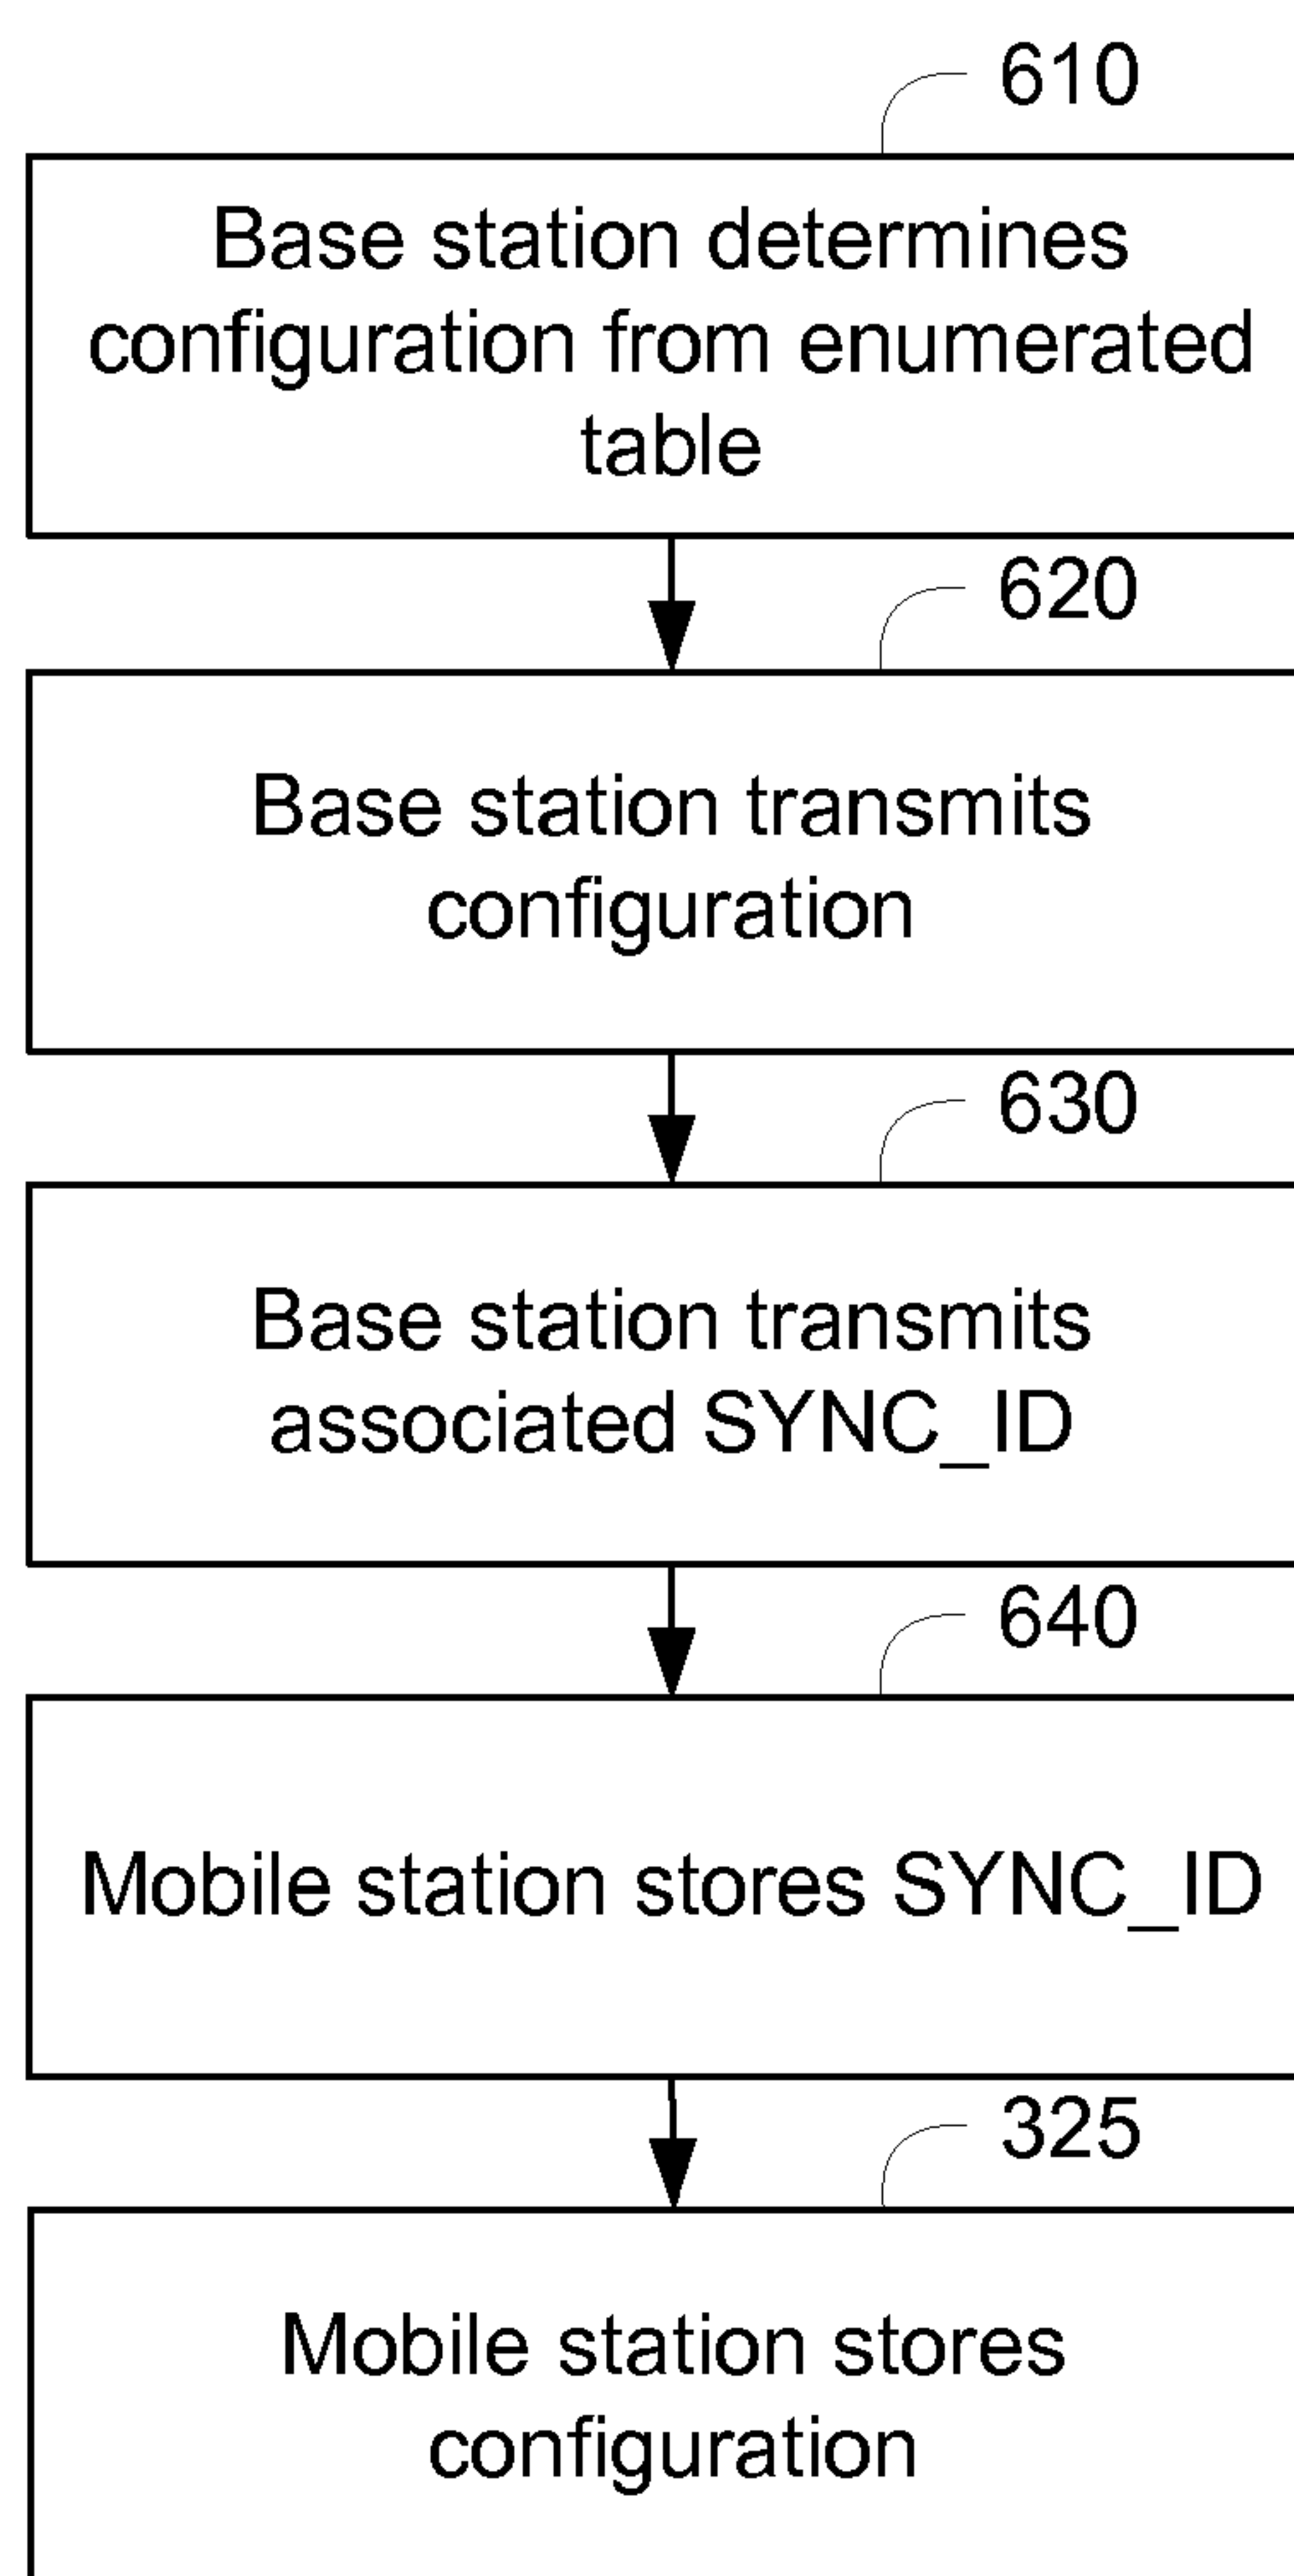 610
Base station determines
configuration from enumerated
table
620
Base station transmits
configuration
630
Base station transmits
associated SYNC_ID
640
Mobile station stores SYNC_ID
325
Mobile station stores
configuration